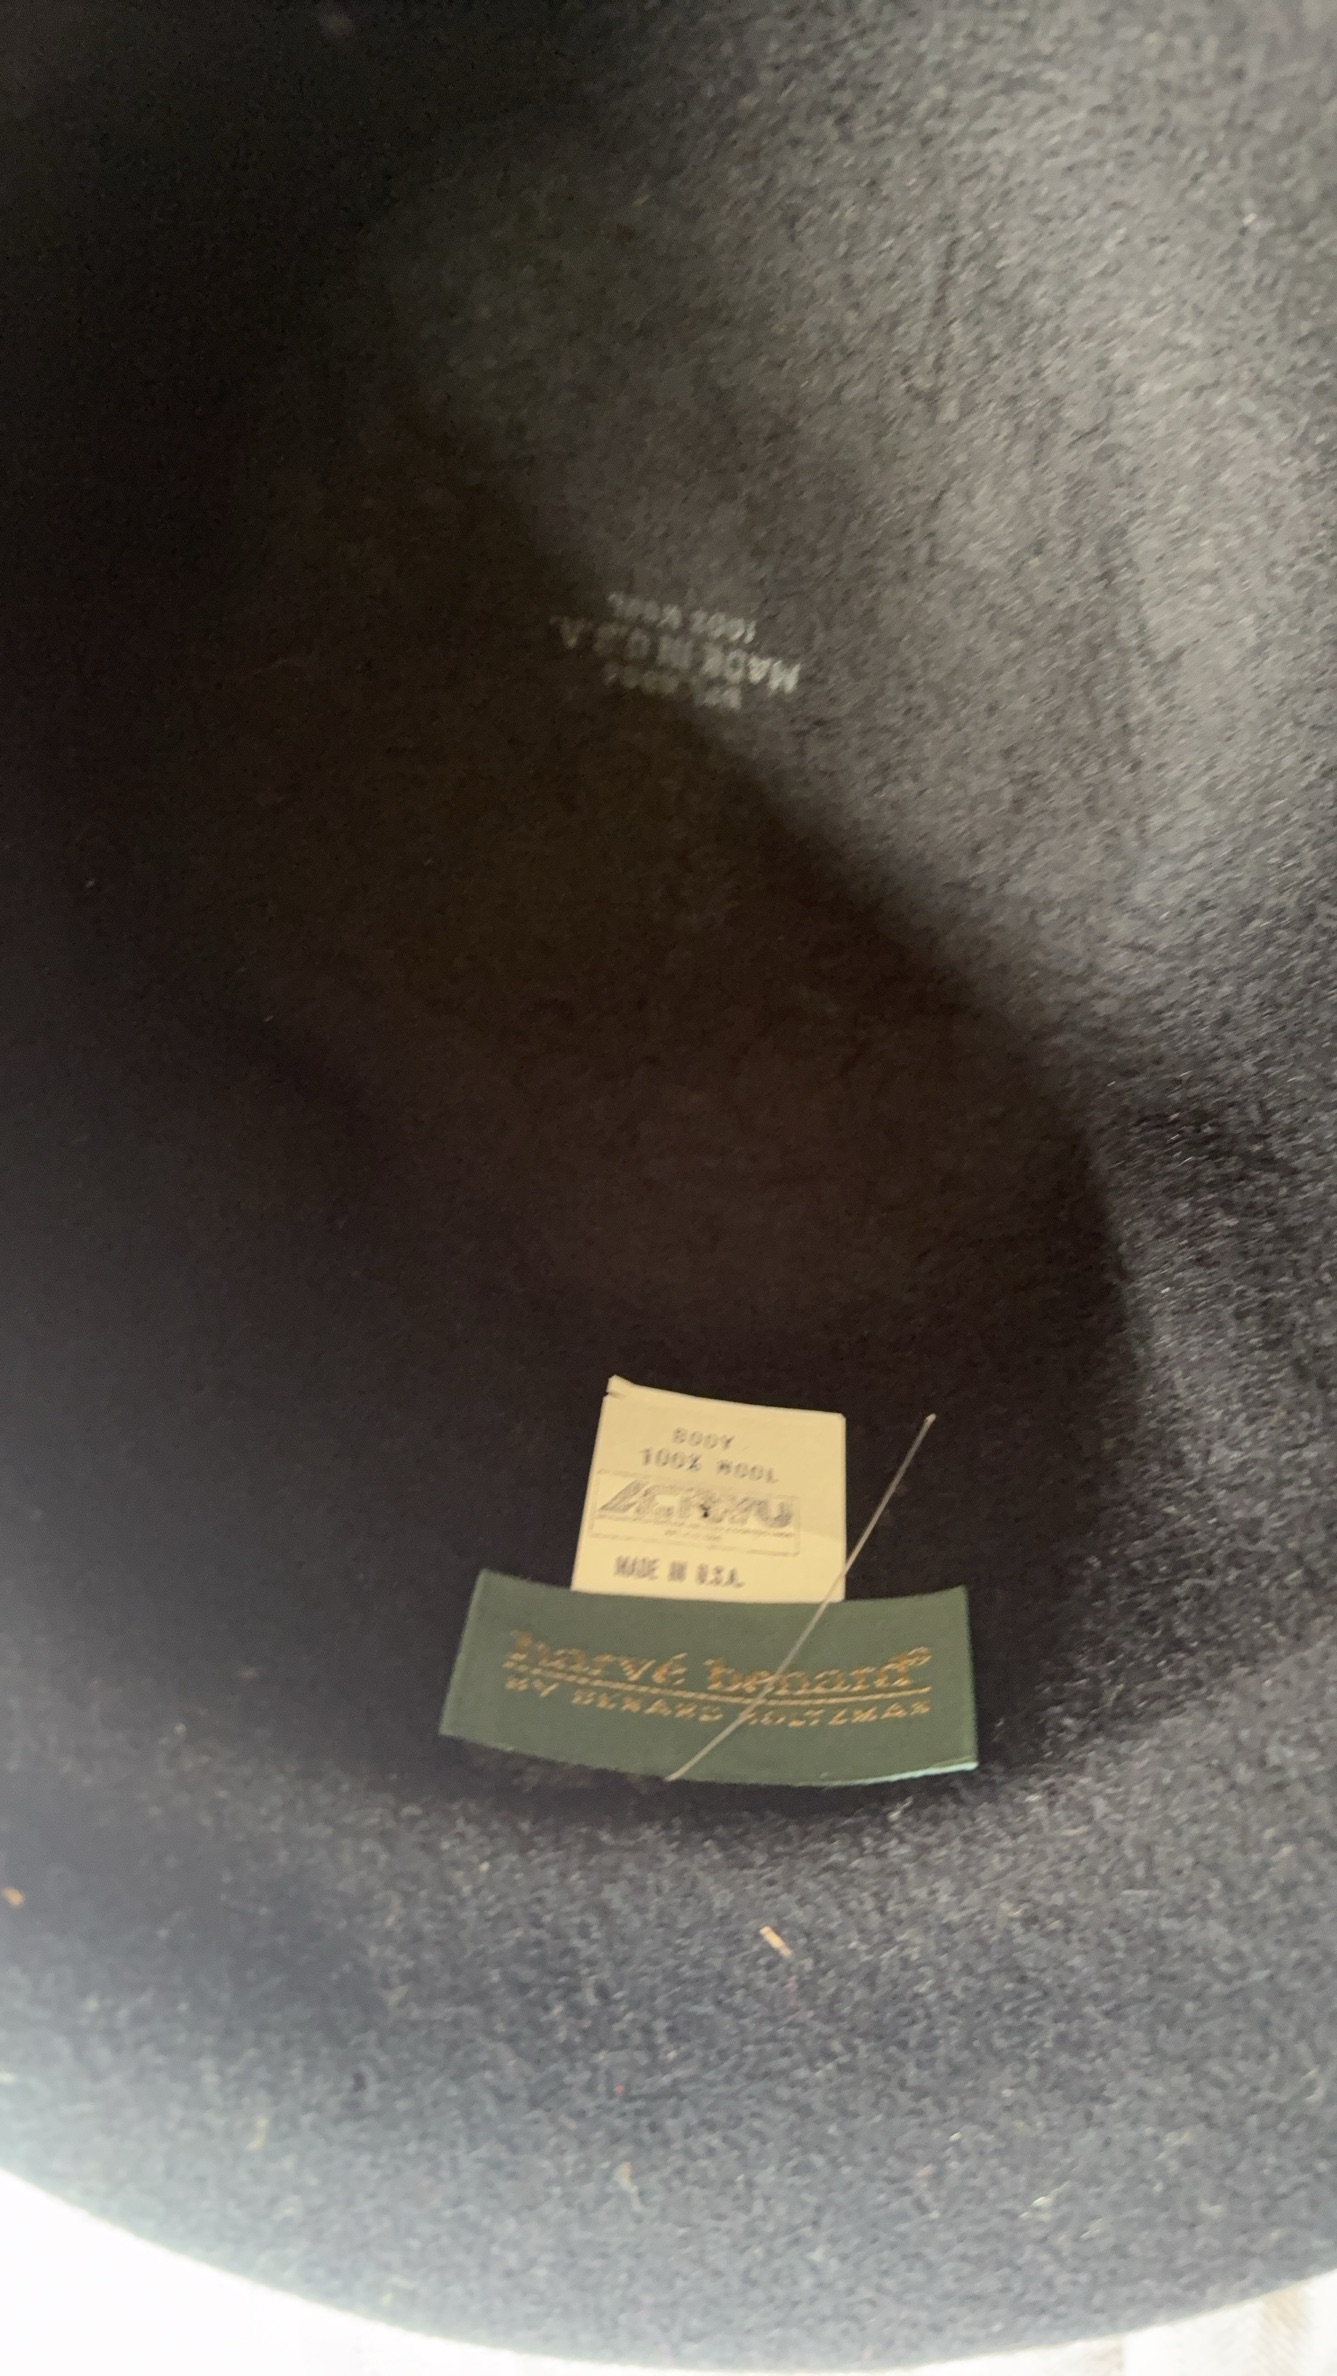 100% WOOL
MADE IN U.S.A.
BODY
100% WOOL
MADE IN U.S.A.
harvé benard®
BY BENARD HOLTZMAN